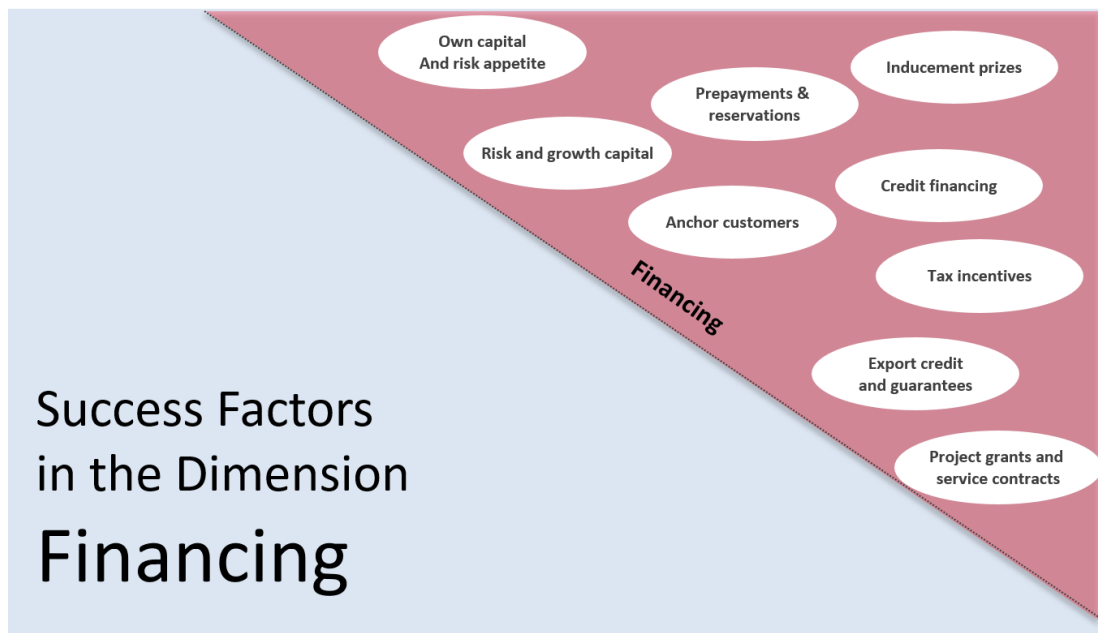 Own capital
And risk appetite
Inducement prizes
Prepayments &
reservations
Risk and growth capital
Credit financing
Anchor customers
Tax incentives
Financing
Export credit
and guarantees
Project grants and
service contracts
Success Factors
in the Dimension
Financing